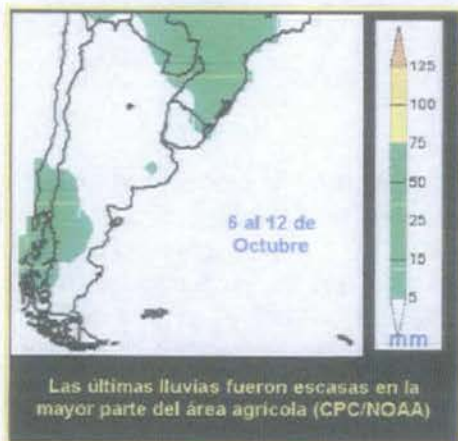 6 al 12 de
Octubre
125
100
75
50
25
15
5
mm
Las últimas lluvias fueron escasas en la
mayor parte del área agrícola (CPC/NOAA)